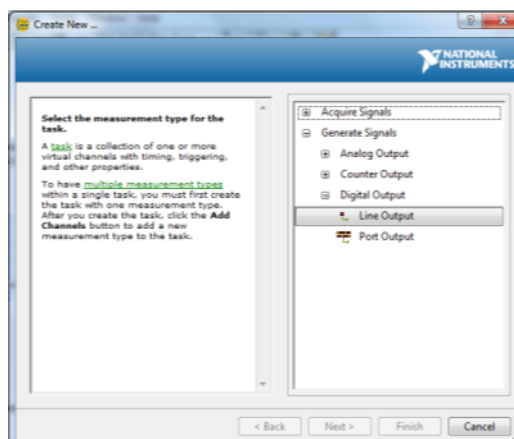 Create New ...
NATIONAL
INSTRUMENTS
Select the measurement type for the
task.
A task is a collection of one or more
virtual channels with timing, triggering,
and other properties.
To have multiple measurement types
within a single task, you must first create
the task with one measurement type.
After you create the task, click the Add
Channels button to add a new
measurement type to the task.
Acquire Signals
Generate Signals
Analog Output
Counter Output
Digital Output
Line Output
Port Output
< Back
Next >
Finish
Cancel